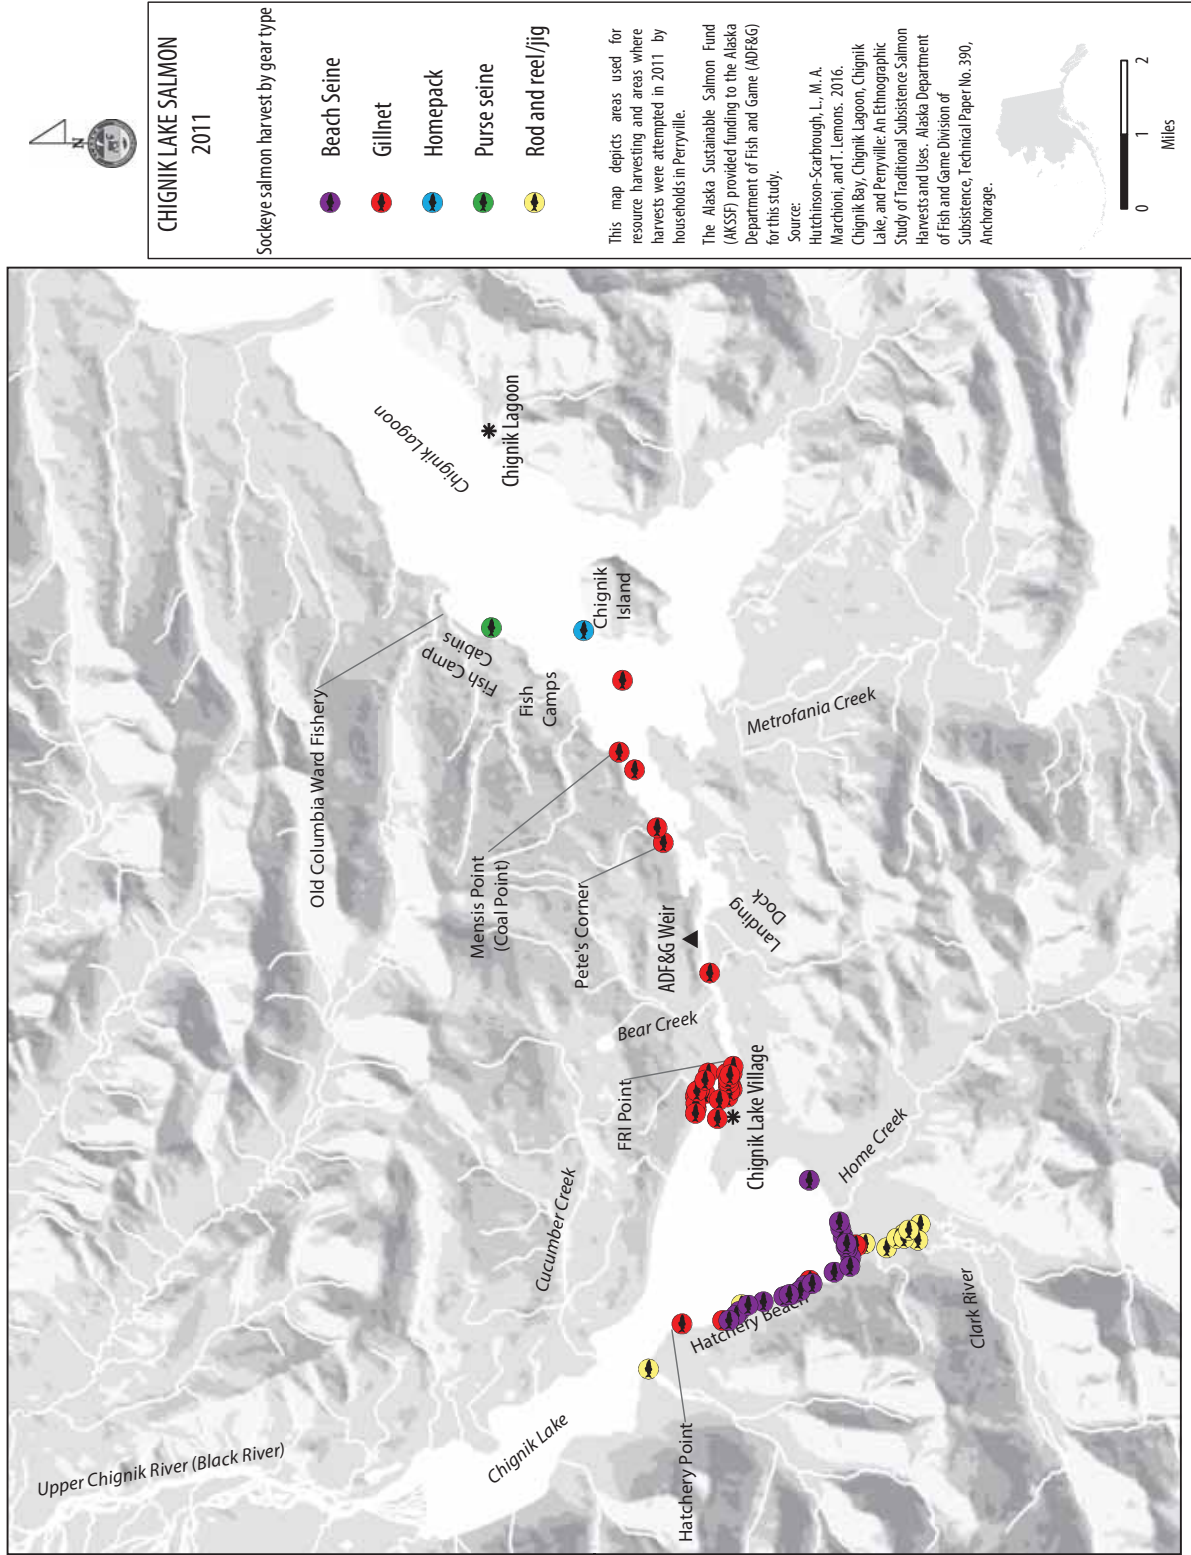 CHIGNIK LAKE SALMON
2011
Sockeye salmon harvest by gear type
Beach Seine
Gillnet
Homepack
Purse seine
Rod and reel/jig
This map depicts areas used for
resource harvesting and areas where
harvests were attempted in 2011 by
households in Perryville.
The Alaska Sustainable Salmon Fund
(AKSSF) provided funding to the Alaska
Department of Fish and Game (ADF&G)
for this study.
Source:
Hutchinson-Scarbrough, L., M. A.
Marchioni, and T. Lemons. 2016.
Chignik Bay, Chignik Lagoon, Chignik
Lake, and Perryville: An Ethnographic
Study of Traditional Subsistence Salmon
Harvests and Uses. Alaska Department
of Fish and Game Division of
Subsistence, Technical Paper No. 390,
Anchorage.
0 1 2
Miles
N
Upper Chignik River (Black River)
Chignik Lake
Hatchery Point
Hatchery Beach
Clark River
Home Creek
Cucumber Creek
FRI Point
Chignik Lake Village
Bear Creek
ADF&G Weir
Landing
Dock
Pete's Corner
Mensis Point
(Coal Point)
Metrofania Creek
Old Columbia Ward Fishery
Fish Camp
Cabins
Fish
Camps
Chignik
Island
Chignik Lagoon
Chignik Lagoon